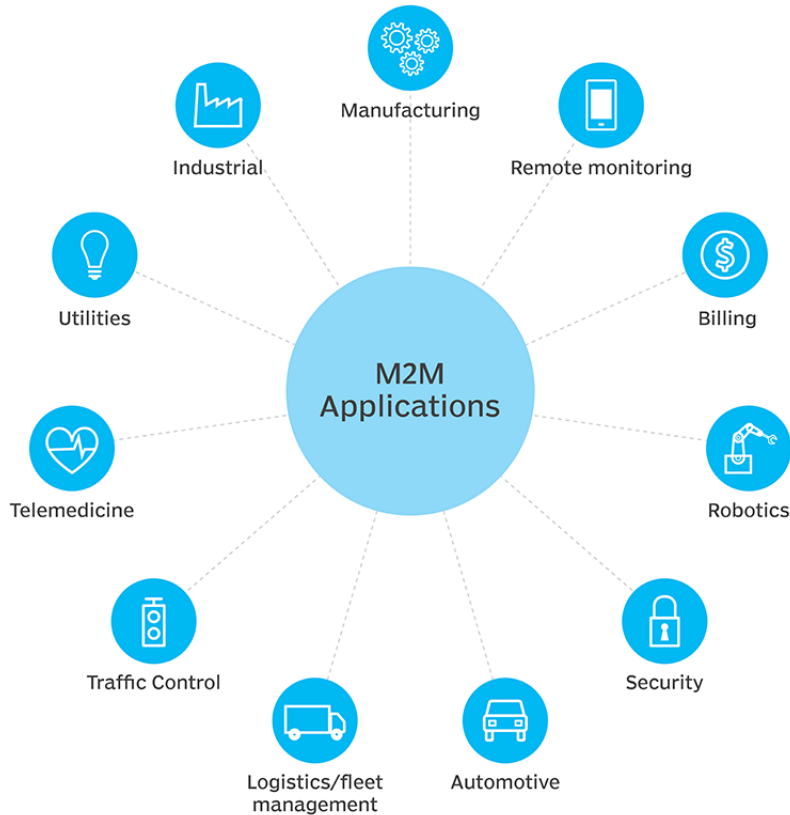 Manufacturing
Industrial
Remote monitoring
Utilities
Billing
M2M
Applications
Telemedicine
Robotics
Traffic Control
Security
Logistics/fleet
management
Automotive